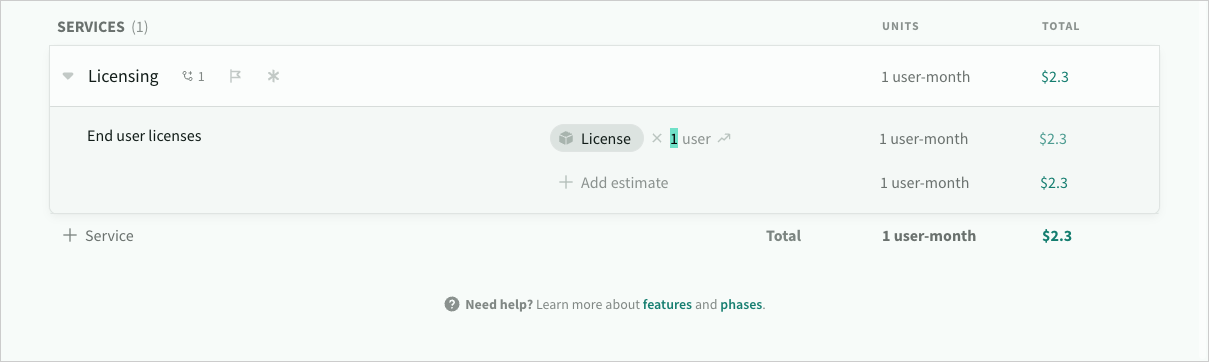 SERVICES (1) UNITS TOTAL
Licensing 1 1 user-month $2.3
End user licenses License × 1 user 1 user-month $2.3
+ Add estimate 1 user-month $2.3
+ Service Total 1 user-month $2.3
? Need help? Learn more about features and phases.